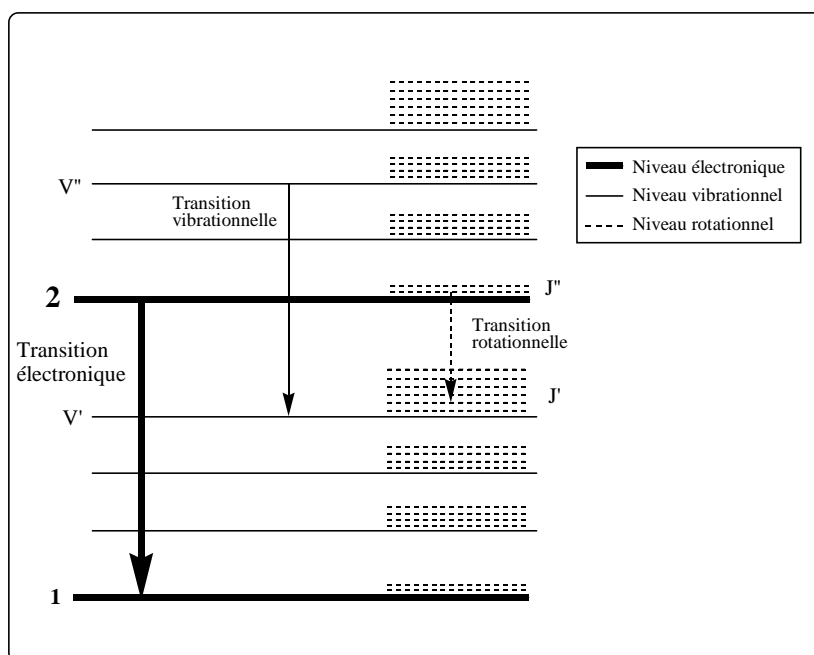 V"
Transition
vibrationnelle
Niveau électronique
Niveau vibrationnel
Niveau rotationnel
2
J"
Transition
électronique
Transition
rotationnelle
V'
J'
1